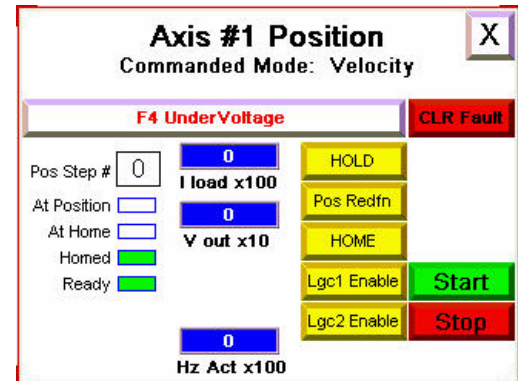 Axis #1 Position
X
Commanded Mode: Velocity
F4 UnderVoltage
CLR Fault
Pos Step #
0
0
I load x100
HOLD
At Position
0
V out x10
Pos Redfn
At Home
HOME
Homed
Ready
Lgc1 Enable
Start
Lgc2 Enable
Stop
0
Hz Act x100